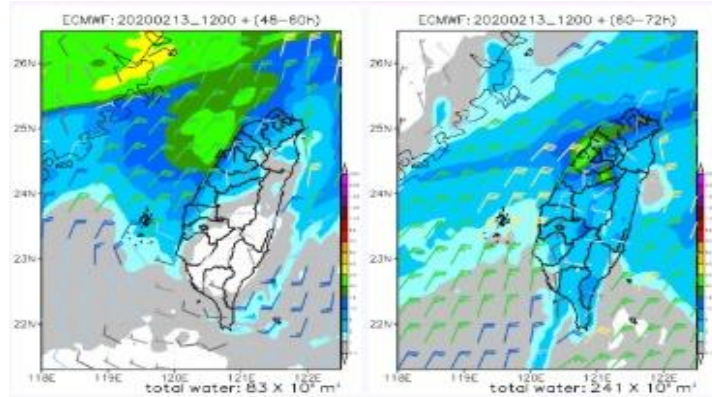 ECMWF: 20200213_1200 + (48-60h)
26N
25N
24N
23N
22N
118E 119E 120E 121E 122E
total water: 83 X 10⁶ m³
ECMWF: 20200213_1200 + (60-72h)
26N
25N
24N
23N
22N
118E 119E 120E 121E 122E
total water: 241 X 10⁶ m³